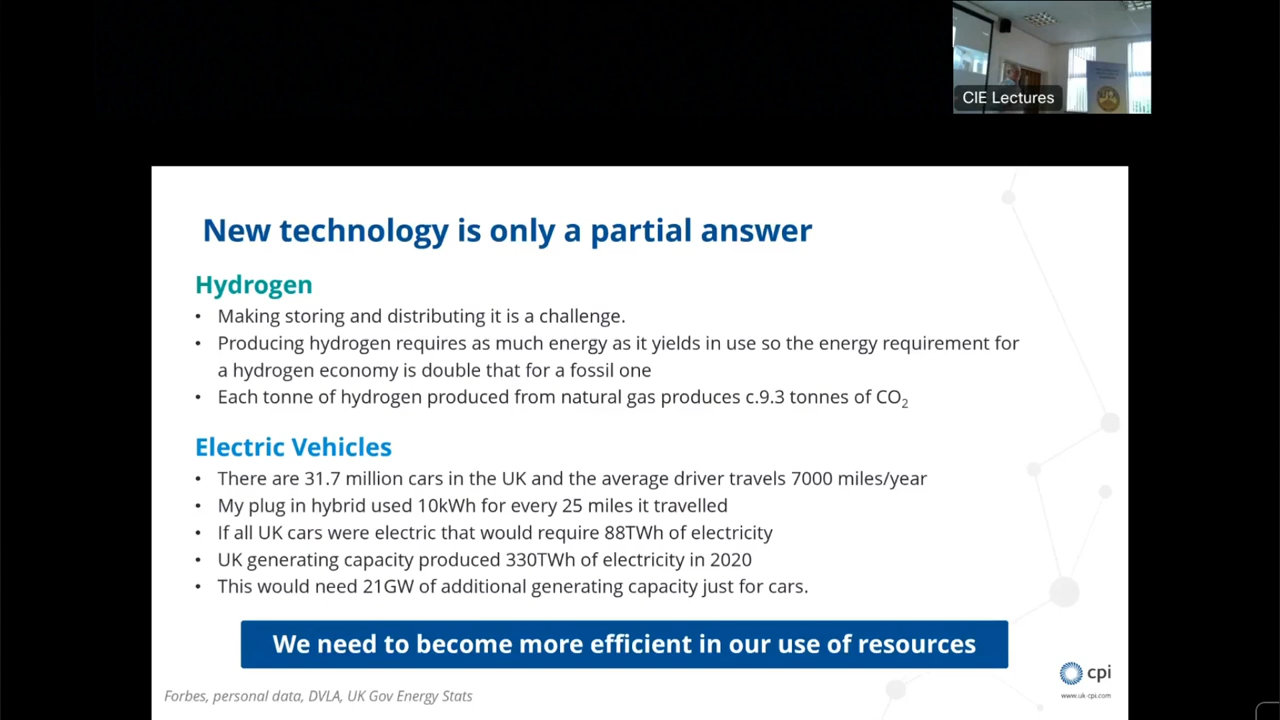 CIE Lectures
New technology is only a partial answer
Hydrogen
• Making storing and distributing it is a challenge.
• Producing hydrogen requires as much energy as it yields in use so the energy requirement for
a hydrogen economy is double that for a fossil one
• Each tonne of hydrogen produced from natural gas produces c.9.3 tonnes of CO₂
Electric Vehicles
• There are 31.7 million cars in the UK and the average driver travels 7000 miles/year
• My plug in hybrid used 10kWh for every 25 miles it travelled
• If all UK cars were electric that would require 88TWh of electricity
• UK generating capacity produced 330TWh of electricity in 2020
• This would need 21GW of additional generating capacity just for cars.
We need to become more efficient in our use of resources
cpi
www.uk-cpi.com
Forbes, personal data, DVLA, UK Gov Energy Stats